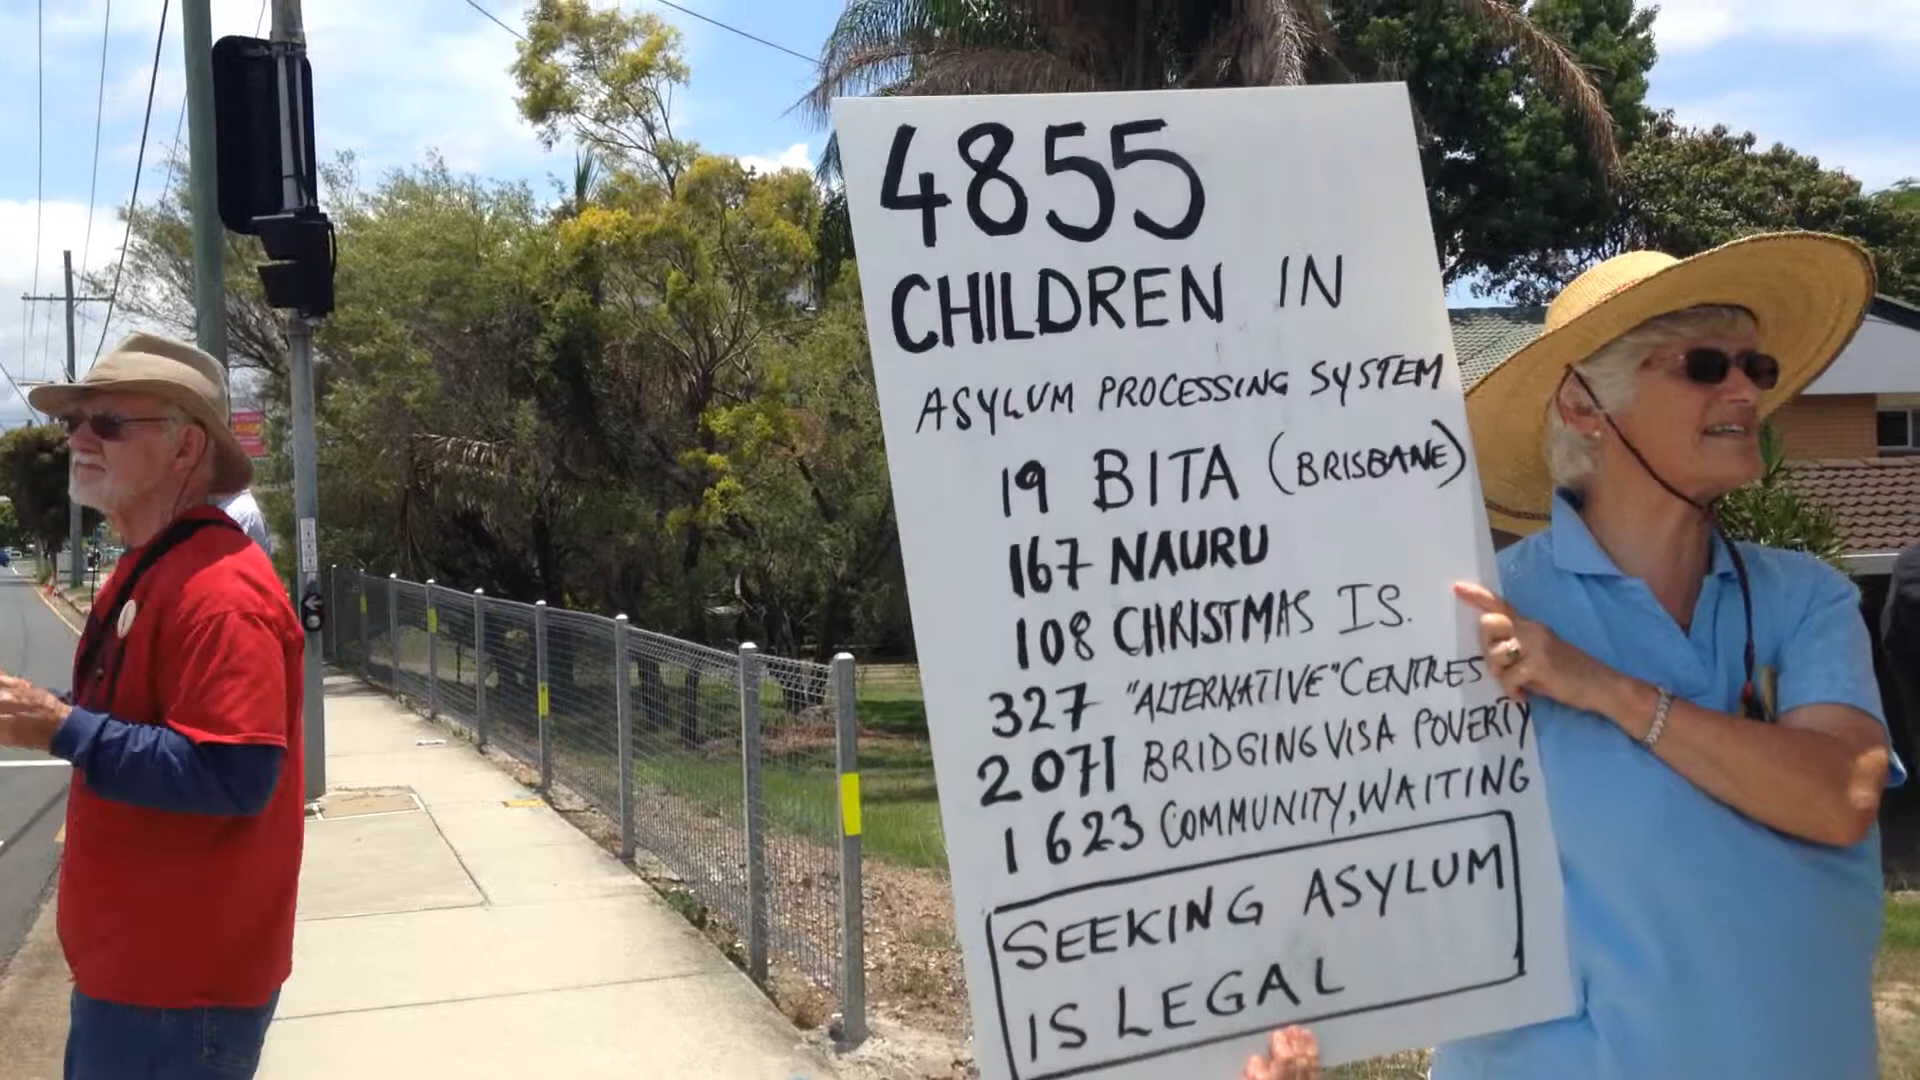 4855
CHILDREN IN
ASYLUM PROCESSING SYSTEM
19 BITA (BRISBANE)
167 NAURU
108 CHRISTMAS IS.
327 "ALTERNATIVE" CENTRES
2071 BRIDGING VISA POVERTY
1623 COMMUNITY, WAITING
SEEKING ASYLUM
IS LEGAL